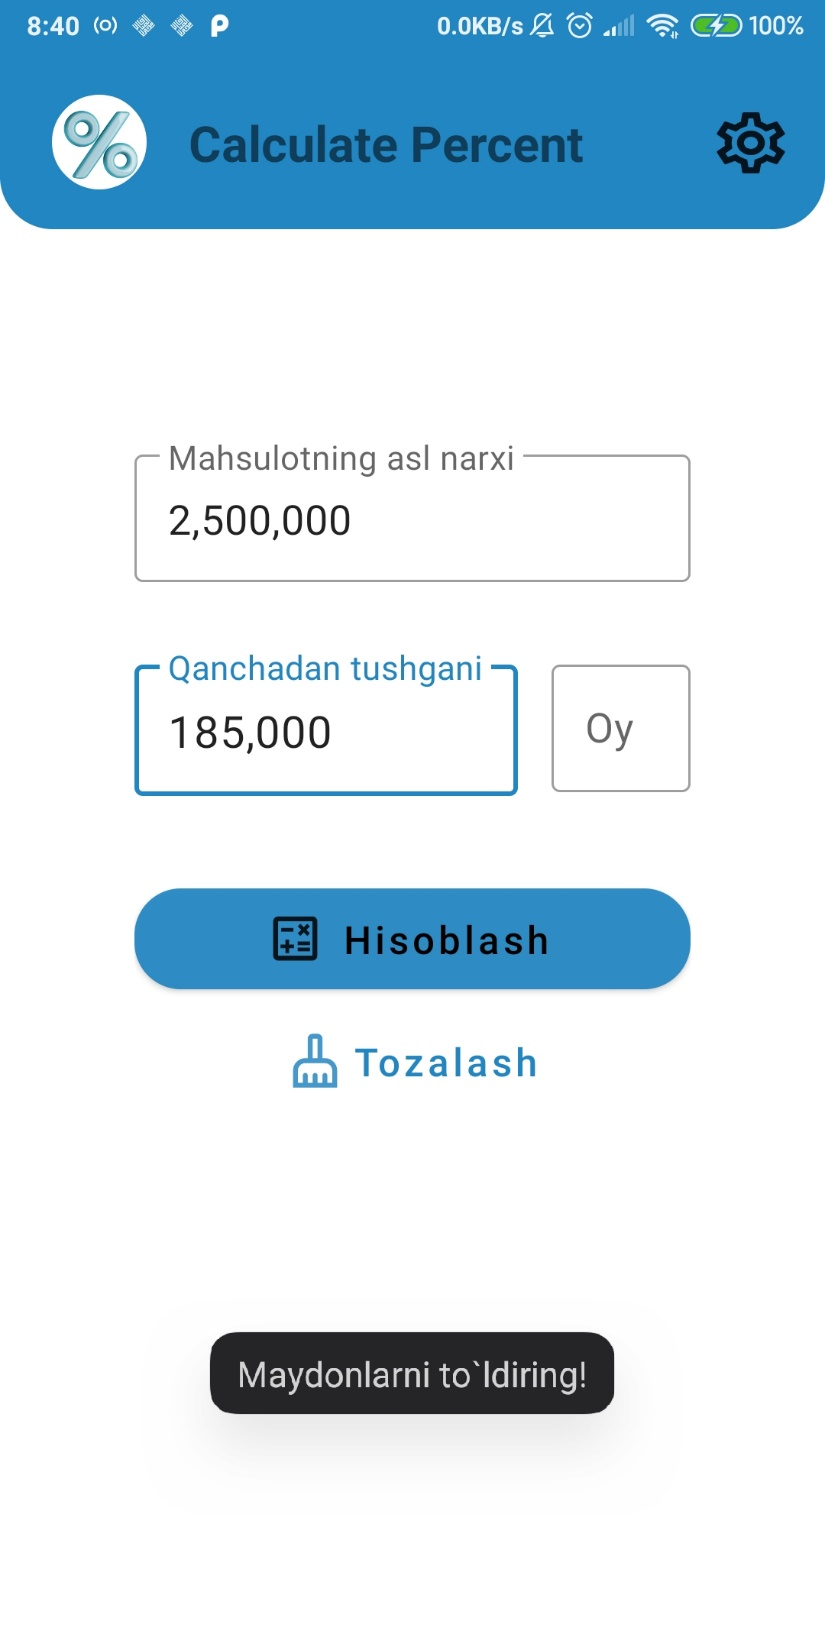 8:40 0.0KB/s 100%
Calculate Percent
Mahsulotning asl narxi
2,500,000
Qanchadan tushgani
185,000 Oy
Hisoblash
Tozalash
Maydonlarni to`ldiring!